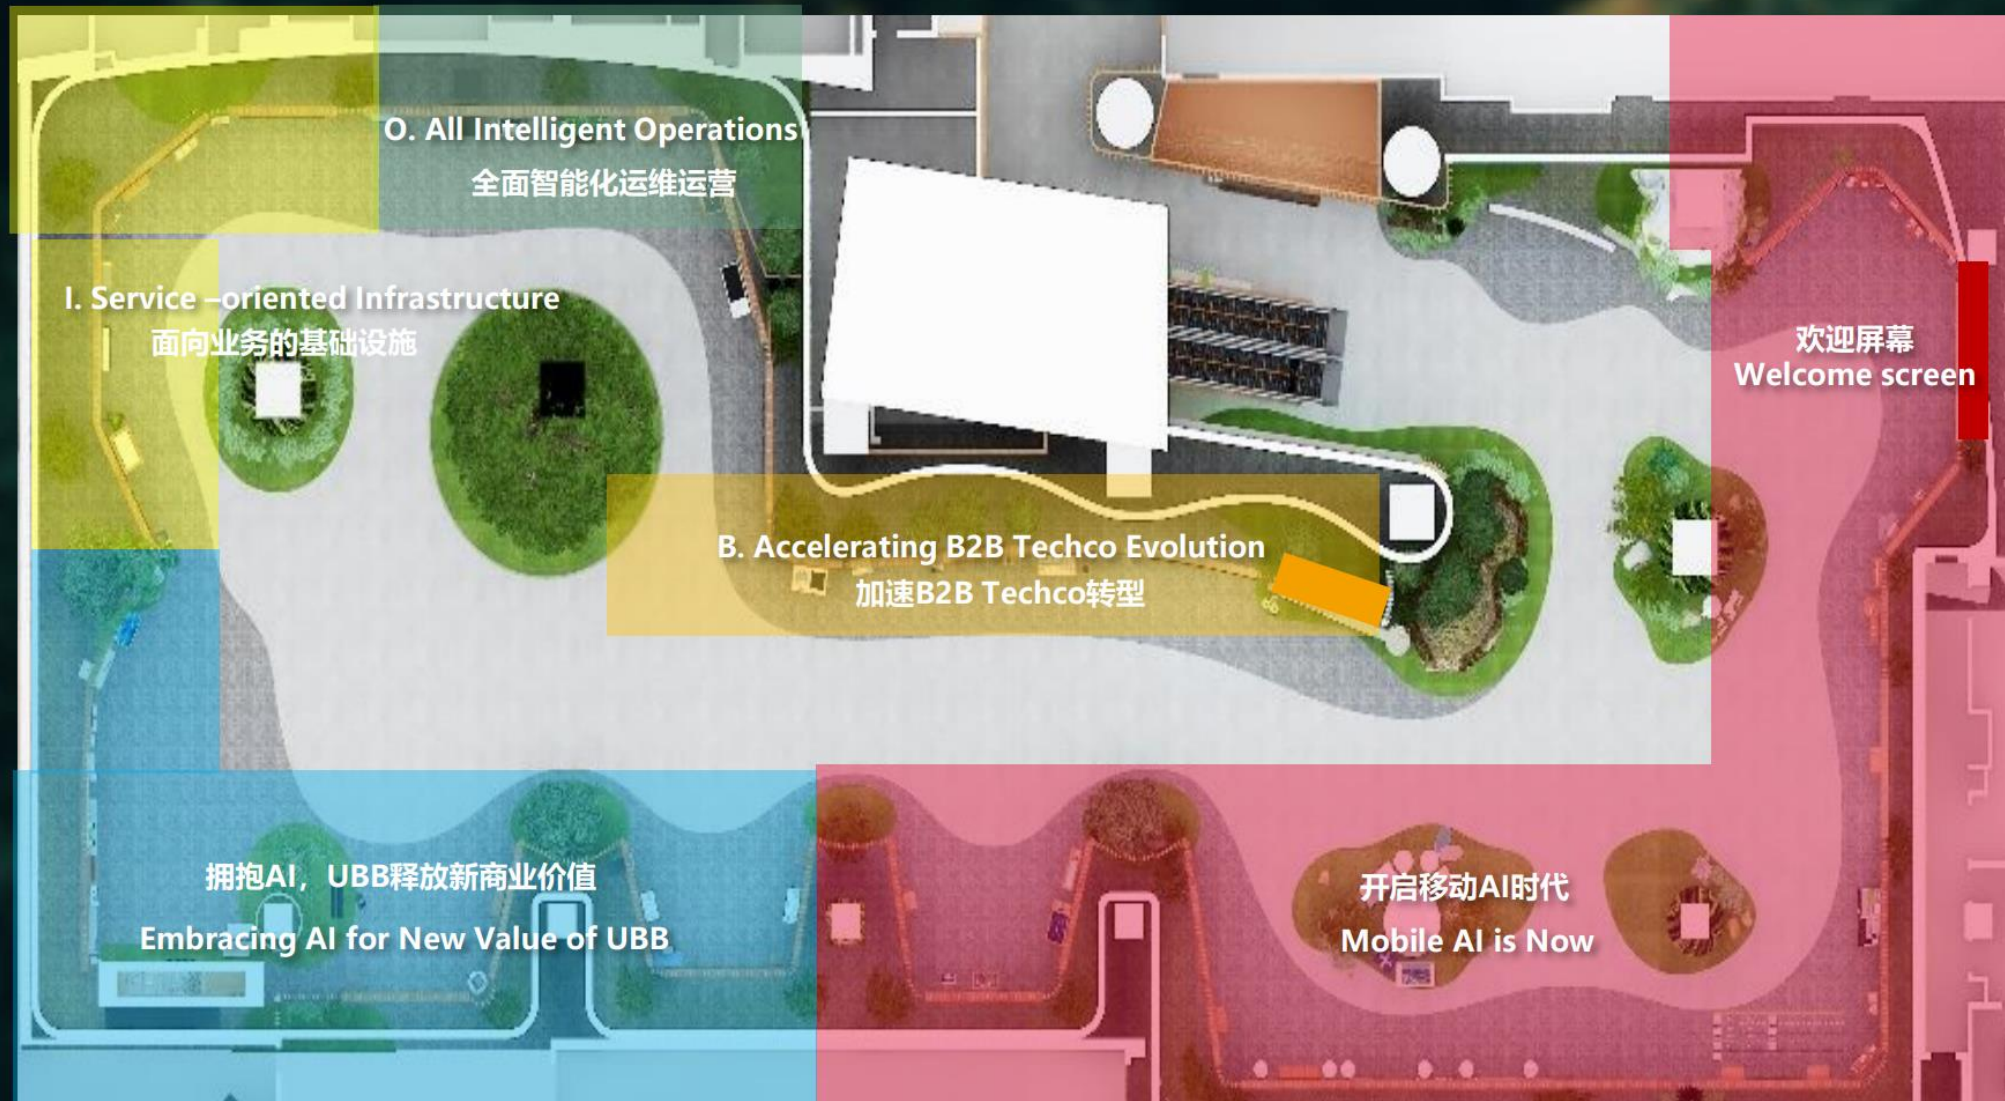 O. All Intelligent Operations
全面智能化运维运营
I. Service –oriented Infrastructure
面向业务的基础设施
欢迎屏幕
Welcome screen
B. Accelerating B2B Techco Evolution
加速B2B Techco转型
拥抱AI，UBB释放新商业价值
Embracing AI for New Value of UBB
开启移动AI时代
Mobile AI is Now